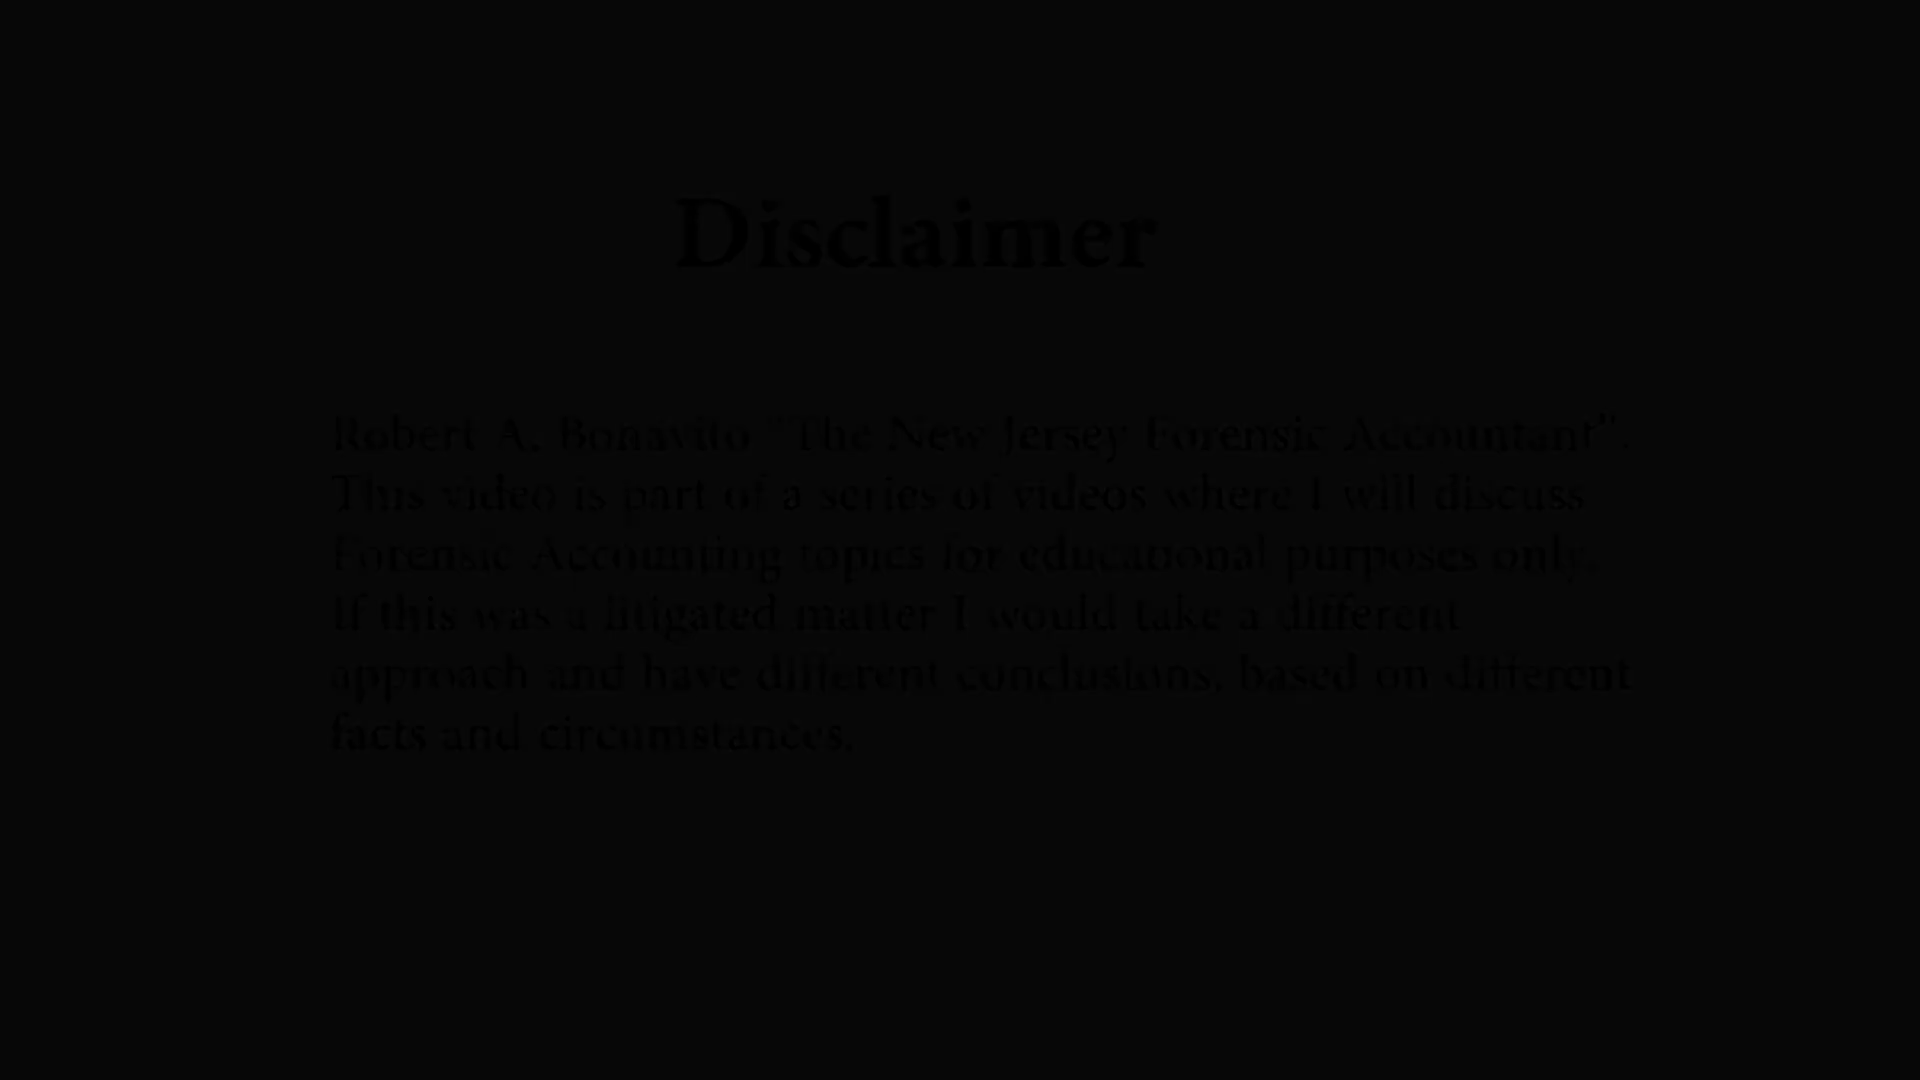 Disclaimer
Robert A. Bonavito "The New Jersey Forensic Accountant".
This video is part of a series of videos where I will discuss
Forensic Accounting topics for educational purposes only.
If this was a litigated matter I would take a different
approach and have different conclusions, based on different
facts and circumstances.